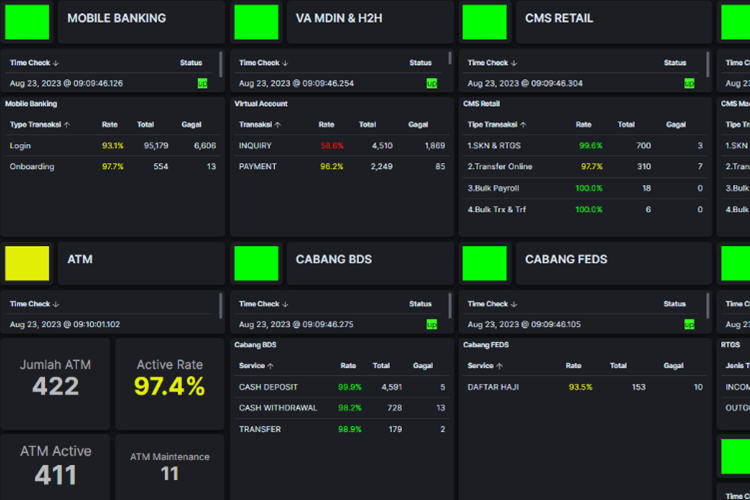 MOBILE BANKING
Time Check ↓ Status
Aug 23, 2023 @ 09:09:46.126 up
Mobile Banking
Type Transaksi ↑ Rate Total Gagal
Login 93.1% 95,179 6,606
Onboarding 97.7% 554 13
VA MDIN & H2H
Time Check ↓ Status
Aug 23, 2023 @ 09:09:46.254 up
Virtual Account
Transaksi ↑ Rate Total Gagal
INQUIRY 58.6% 4,510 1,869
PAYMENT 96.2% 2,249 85
CMS RETAIL
Time Check ↓ Status
Aug 23, 2023 @ 09:09:46.304 up
CMS Retail
Tipe Transaksi ↑ Rate Total Gagal
1.SKN & RTGS 99.6% 700 3
2.Transfer Online 97.7% 310 7
3.Bulk Payroll 100.0% 18 0
4.Bulk Trx & Trf 100.0% 6 0
Time C
Aug 23
CMS Ma
Tipe Tra
1.SKN
2.Tran
3.Bulk
4.Bulk
ATM
Time Check ↓
Aug 23, 2023 @ 09:10:01.102
Jumlah ATM
422
Active Rate
97.4%
ATM Active
411
ATM Maintenance
11
CABANG BDS
Time Check ↓ Status
Aug 23, 2023 @ 09:09:46.275 up
Cabang BDS
Service ↑ Rate Total Gagal
CASH DEPOSIT 99.9% 4,591 5
CASH WITHDRAWAL 98.2% 728 13
TRANSFER 98.9% 179 2
CABANG FEDS
Time Check ↓ Status
Aug 23, 2023 @ 09:09:46.105 up
Cabang FEDS
Service ↑ Rate Total Gagal
DAFTAR HAJI 93.5% 153 10
Time C
Aug 23
RTGS
Jenis T
INCOM
OUTGO
Time C